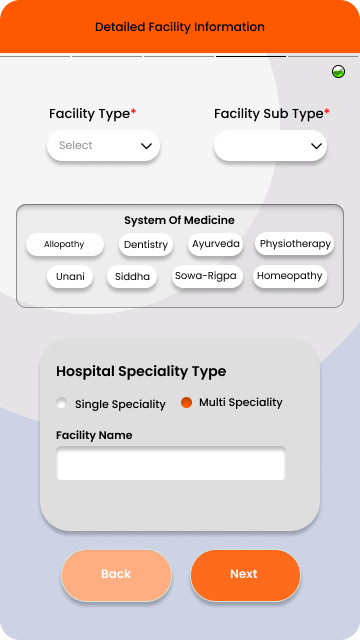 Detailed Facility Information
Facility Type* Facility Sub Type*
Select
System Of Medicine
Allopathy Dentistry Ayurveda Physiotherapy
Unani Siddha Sowa-Rigpa Homeopathy
Hospital Speciality Type
Single Speciality Multi Speciality
Facility Name
Back Next